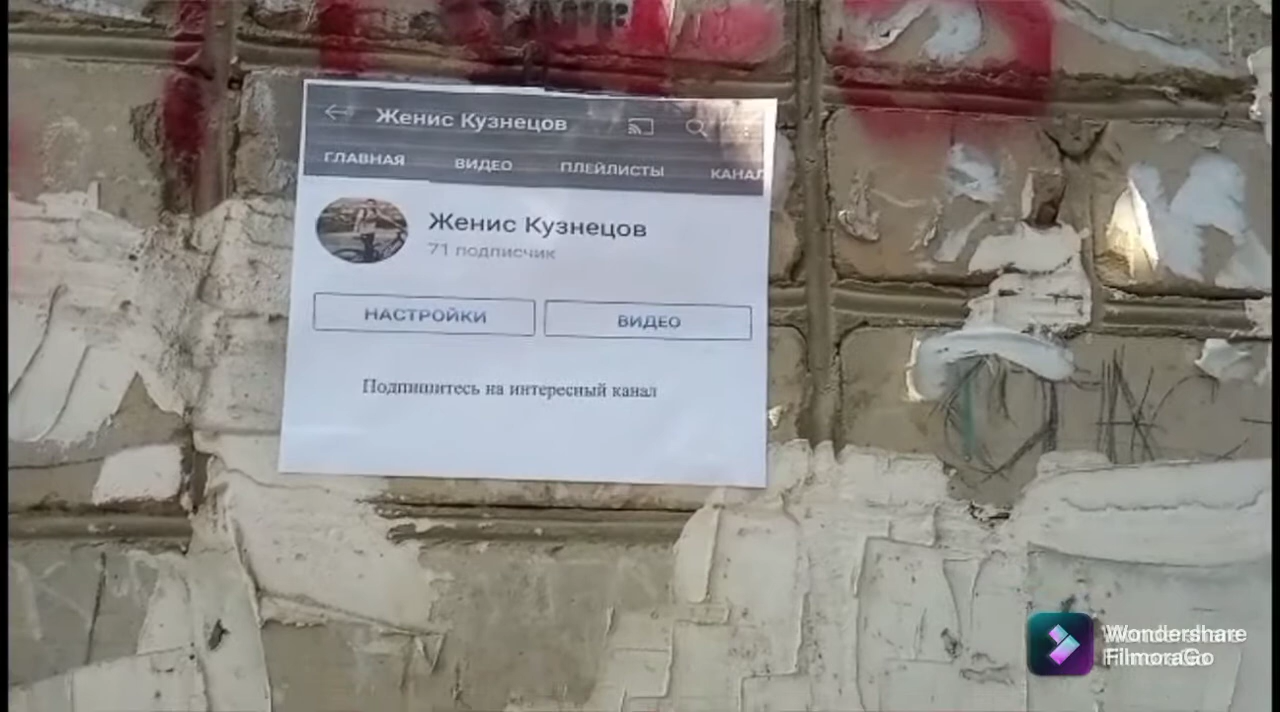 Женис Кузнецов
ГЛАВНАЯ ВИДЕО ПЛЕЙЛИСТЫ КАНАЛ
Женис Кузнецов
71 подписчик
НАСТРОЙКИ ВИДЕО
Подпишитесь на интересный канал
Wondershare
FilmoraGo